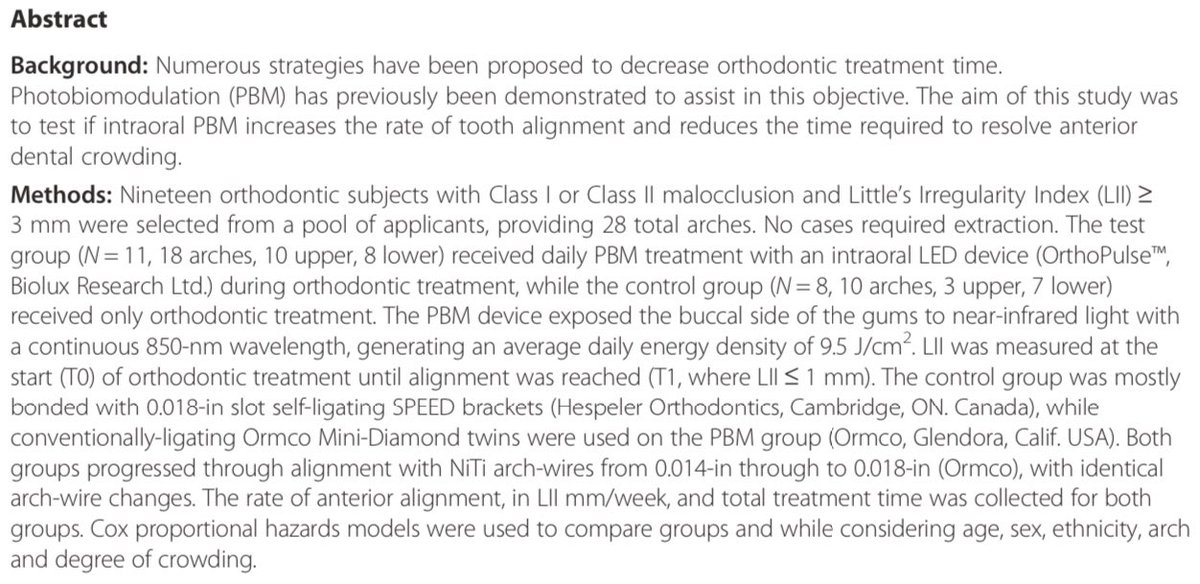 Abstract
Background: Numerous strategies have been proposed to decrease orthodontic treatment time.
Photobiomodulation (PBM) has previously been demonstrated to assist in this objective. The aim of this study was
to test if intraoral PBM increases the rate of tooth alignment and reduces the time required to resolve anterior
dental crowding.
Methods: Nineteen orthodontic subjects with Class I or Class II malocclusion and Little's Irregularity Index (LII) ≥
3 mm were selected from a pool of applicants, providing 28 total arches. No cases required extraction. The test
group (N = 11, 18 arches, 10 upper, 8 lower) received daily PBM treatment with an intraoral LED device (OrthoPulse™,
Biolux Research Ltd.) during orthodontic treatment, while the control group (N = 8, 10 arches, 3 upper, 7 lower)
received only orthodontic treatment. The PBM device exposed the buccal side of the gums to near-infrared light with
a continuous 850-nm wavelength, generating an average daily energy density of 9.5 J/cm². LII was measured at the
start (T0) of orthodontic treatment until alignment was reached (T1, where LII ≤ 1 mm). The control group was mostly
bonded with 0.018-in slot self-ligating SPEED brackets (Hespeler Orthodontics, Cambridge, ON. Canada), while
conventionally-ligating Ormco Mini-Diamond twins were used on the PBM group (Ormco, Glendora, Calif. USA). Both
groups progressed through alignment with NiTi arch-wires from 0.014-in through to 0.018-in (Ormco), with identical
arch-wire changes. The rate of anterior alignment, in LII mm/week, and total treatment time was collected for both
groups. Cox proportional hazards models were used to compare groups and while considering age, sex, ethnicity, arch
and degree of crowding.